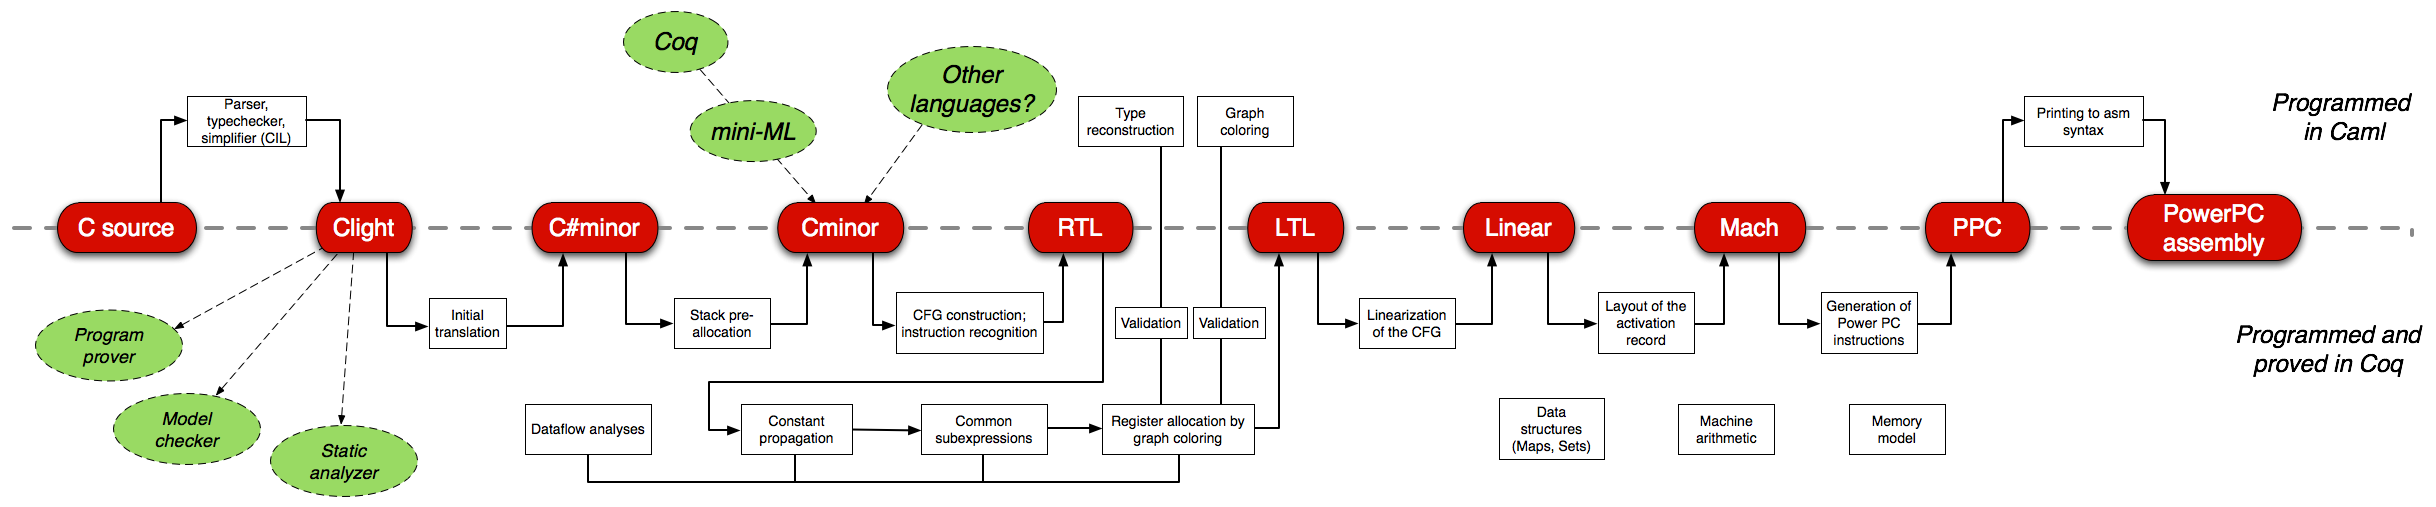 Coq
Other
languages?
Parser,
typechecker,
simplifier (CIL)
mini-ML
Type
reconstruction
Graph
coloring
Printing to asm
syntax
Programmed
in Caml
C source
Clight
C#minor
Cminor
RTL
LTL
Linear
Mach
PPC
PowerPC
assembly
Program
prover
Model
checker
Static
analyzer
Initial
translation
Stack pre-
allocation
CFG construction;
instruction recognition
Validation
Validation
Linearization
of the CFG
Layout of the
activation
record
Generation of
Power PC
instructions
Programmed and
proved in Coq
Dataflow analyses
Constant
propagation
Common
subexpressions
Register allocation by
graph coloring
Data
structures
(Maps, Sets)
Machine
arithmetic
Memory
model